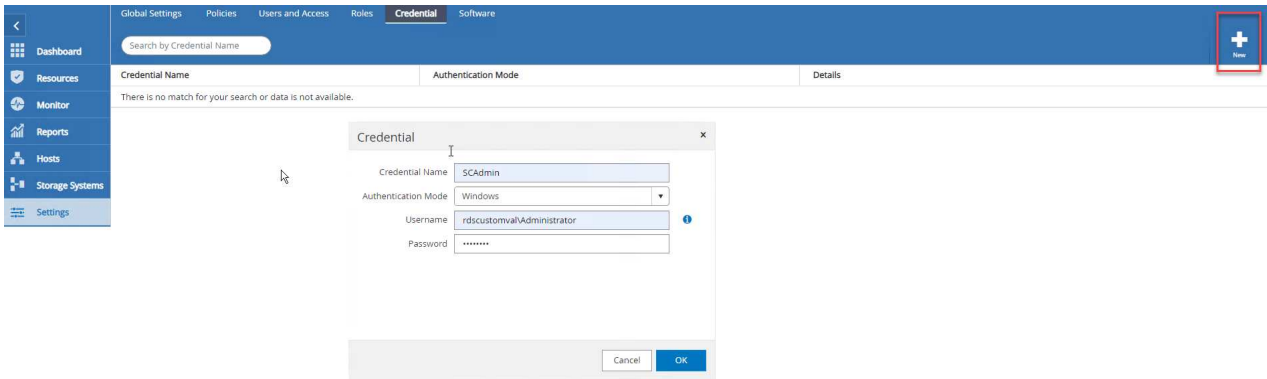 Global Settings Policies Users and Access Roles Credential Software
Search by Credential Name
New
Dashboard
Resources
Monitor
Reports
Hosts
Storage Systems
Settings
Credential Name Authentication Mode Details
There is no match for your search or data is not available.
Credential x
Credential Name SCAdmin
Authentication Mode Windows
Username rdscustomval\Administrator
Password ••••••••
Cancel OK